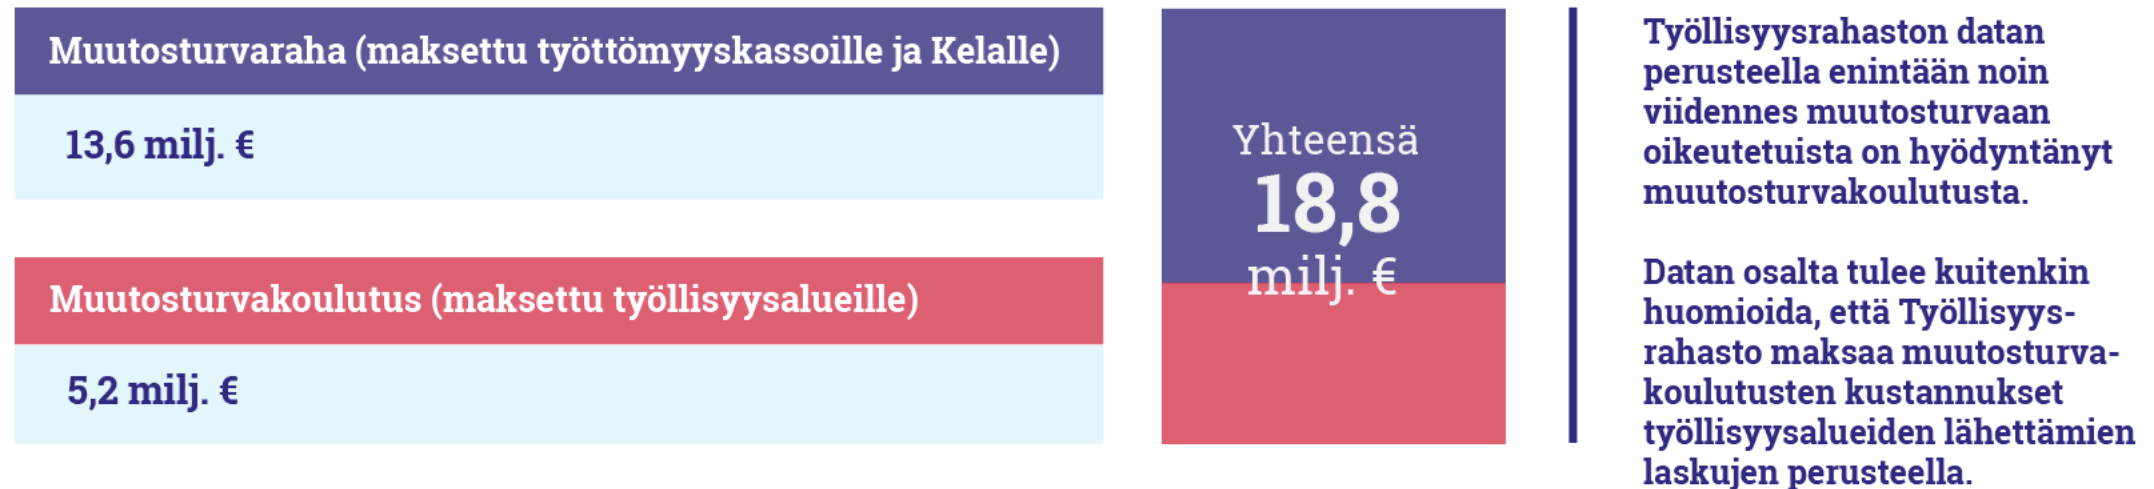 Muutosturvaraha (maksettu työttömyyskassoille ja Kelalle)
13,6 milj. €
Muutosturvakoulutus (maksettu työllisyysalueille)
5,2 milj. €
Yhteensä
18,8
milj. €
Työllisyysrahaston datan
perusteella enintään noin
viidennes muutosturvaan
oikeutetuista on hyödyntänyt
muutosturvakoulutusta.
Datan osalta tulee kuitenkin
huomioida, että Työllisyys-
rahasto maksaa muutosturva-
koulutusten kustannukset
työllisyysalueiden lähettämien
laskujen perusteella.